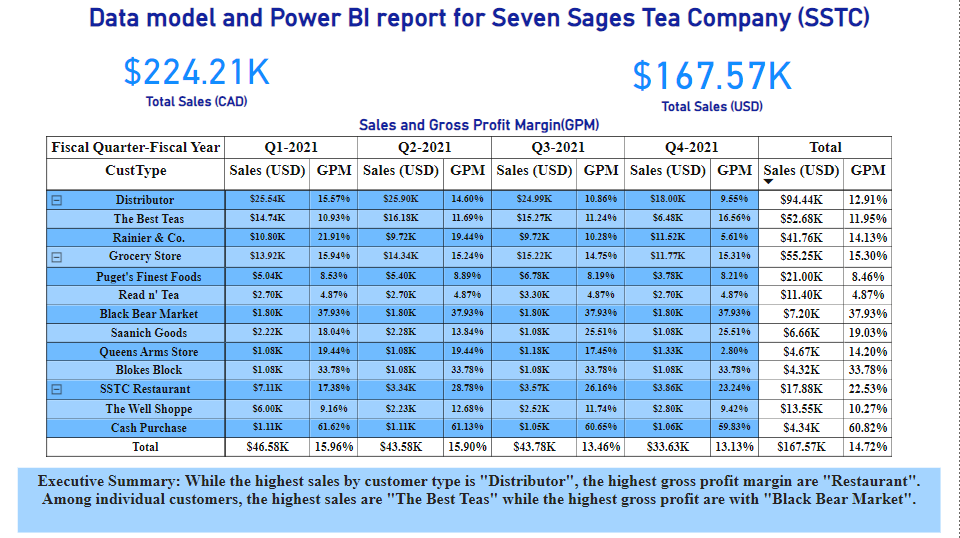 Data model and Power BI report for Seven Sages Tea Company (SSTC)
$224.21K $167.57K
Total Sales (CAD) Total Sales (USD)
Sales and Gross Profit Margin(GPM)
Fiscal Quarter-Fiscal Year Q1-2021 Q2-2021 Q3-2021 Q4-2021 Total
CustType Sales (USD) GPM Sales (USD) GPM Sales (USD) GPM Sales (USD) GPM Sales (USD) GPM
Distributor $25.54K 15.57% $25.90K 14.60% $24.99K 10.86% $18.00K 9.55% $94.44K 12.91%
The Best Teas $14.74K 10.93% $16.18K 11.69% $15.27K 11.24% $6.48K 16.56% $52.68K 11.95%
Rainier & Co. $10.80K 21.91% $9.72K 19.44% $9.72K 10.28% $11.52K 5.61% $41.76K 14.13%
Grocery Store $13.92K 15.94% $14.34K 15.24% $15.22K 14.75% $11.77K 15.31% $55.25K 15.30%
Puget's Finest Foods $5.04K 8.53% $5.40K 8.89% $6.78K 8.19% $3.78K 8.21% $21.00K 8.46%
Read n' Tea $2.70K 4.87% $2.70K 4.87% $3.30K 4.87% $2.70K 4.87% $11.40K 4.87%
Black Bear Market $1.80K 37.93% $1.80K 37.93% $1.80K 37.93% $1.80K 37.93% $7.20K 37.93%
Saanich Goods $2.22K 18.04% $2.28K 13.84% $1.08K 25.51% $1.08K 25.51% $6.66K 19.03%
Queens Arms Store $1.08K 19.44% $1.08K 19.44% $1.18K 17.45% $1.33K 2.80% $4.67K 14.20%
Blokes Block $1.08K 33.78% $1.08K 33.78% $1.08K 33.78% $1.08K 33.78% $4.32K 33.78%
SSTC Restaurant $7.11K 17.38% $3.34K 28.78% $3.57K 26.16% $3.86K 23.24% $17.88K 22.53%
The Well Shoppe $6.00K 9.16% $2.23K 12.68% $2.52K 11.74% $2.80K 9.42% $13.55K 10.27%
Cash Purchase $1.11K 61.62% $1.11K 61.13% $1.05K 60.65% $1.06K 59.83% $4.34K 60.82%
Total $46.58K 15.96% $43.58K 15.90% $43.78K 13.46% $33.63K 13.13% $167.57K 14.72%
Executive Summary: While the highest sales by customer type is "Distributor", the highest gross profit margin are "Restaurant".
Among individual customers, the highest sales are "The Best Teas" while the highest gross profit are with "Black Bear Market".